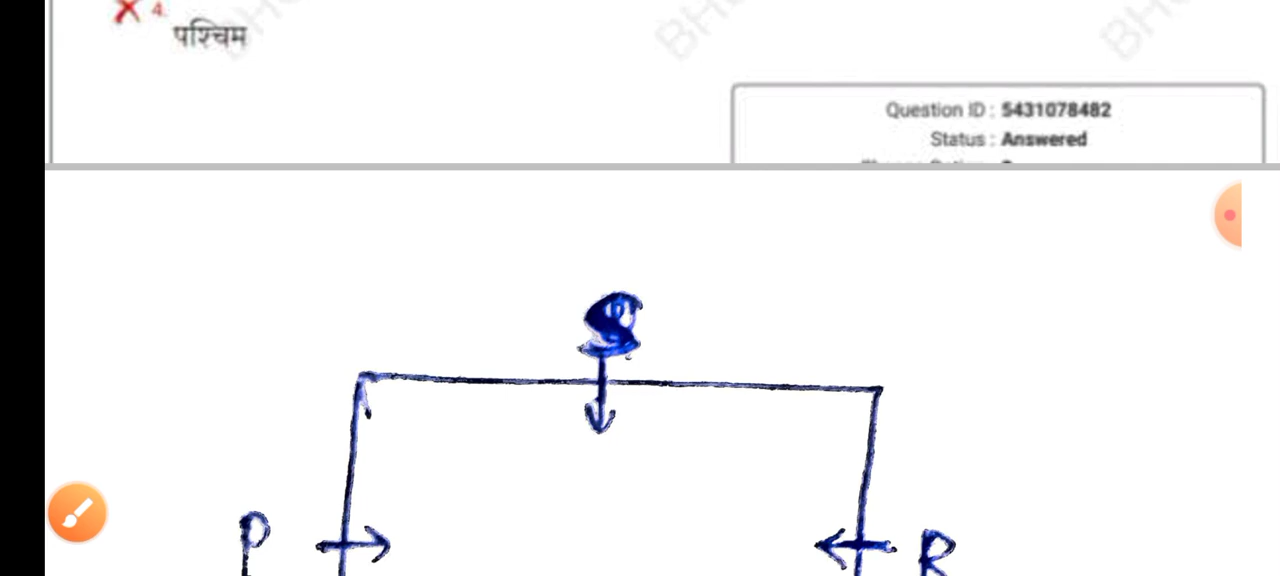 4.
पश्चिम
Question ID : 5431078482
Status : Answered
S
P
R